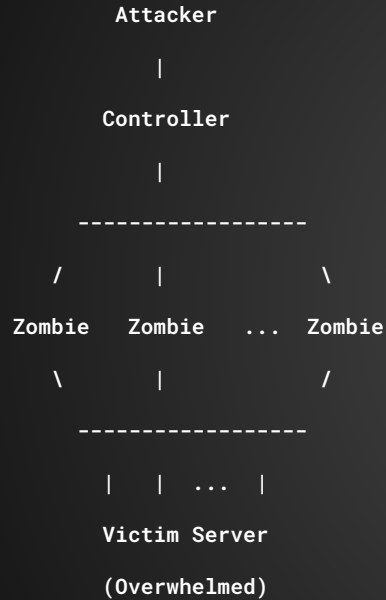 Attacker
|
Controller
|
------------------
/ | \
Zombie Zombie ... Zombie
\ | /
------------------
| | ... |
Victim Server
(Overwhelmed)